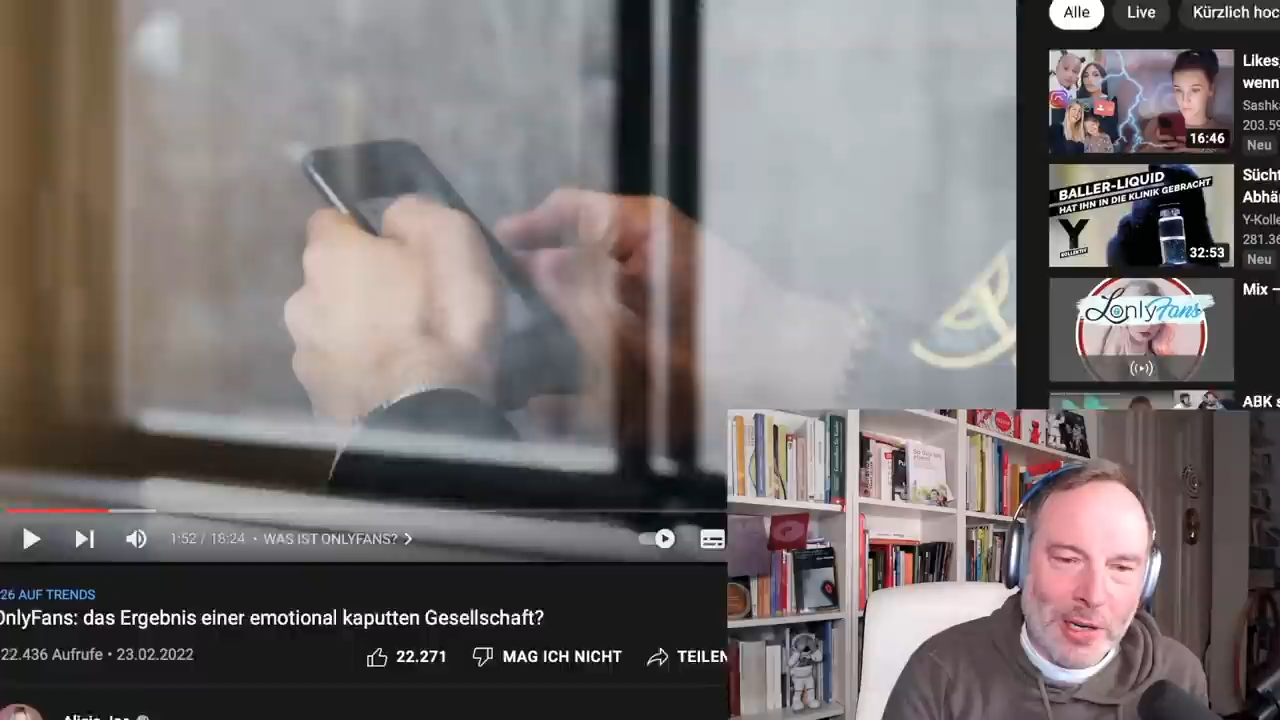 Alle
Live
Kürzlich hoc
Likes,
wenn
Sashka
203.59
Neu
16:46
BALLER-LIQUID
HAT IHN IN DIE KLINIK GEBRACHT
Y
KOLLEKTIV
32:53
Sücht
Abhä
Y-Kolle
281.36
Neu
LonlyFans
Mix –
ABK s
1:52 / 18:24 • WAS IST ONLYFANS?
26 AUF TRENDS
OnlyFans: das Ergebnis einer emotional kaputten Gesellschaft?
22.436 Aufrufe • 23.02.2022
22.271
MAG ICH NICHT
TEILEN